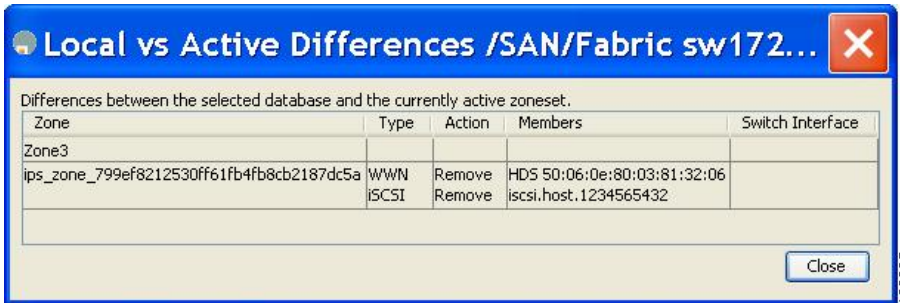 Local vs Active Differences /SAN/Fabric sw172...
Differences between the selected database and the currently active zoneset.
Zone Type Action Members Switch Interface
Zone3
ips_zone_799ef8212530ff61fb4fb8cb2187dc5a WWN Remove HDS 50:06:0e:80:03:81:32:06
iSCSI Remove iscsi.host.1234565432
Close